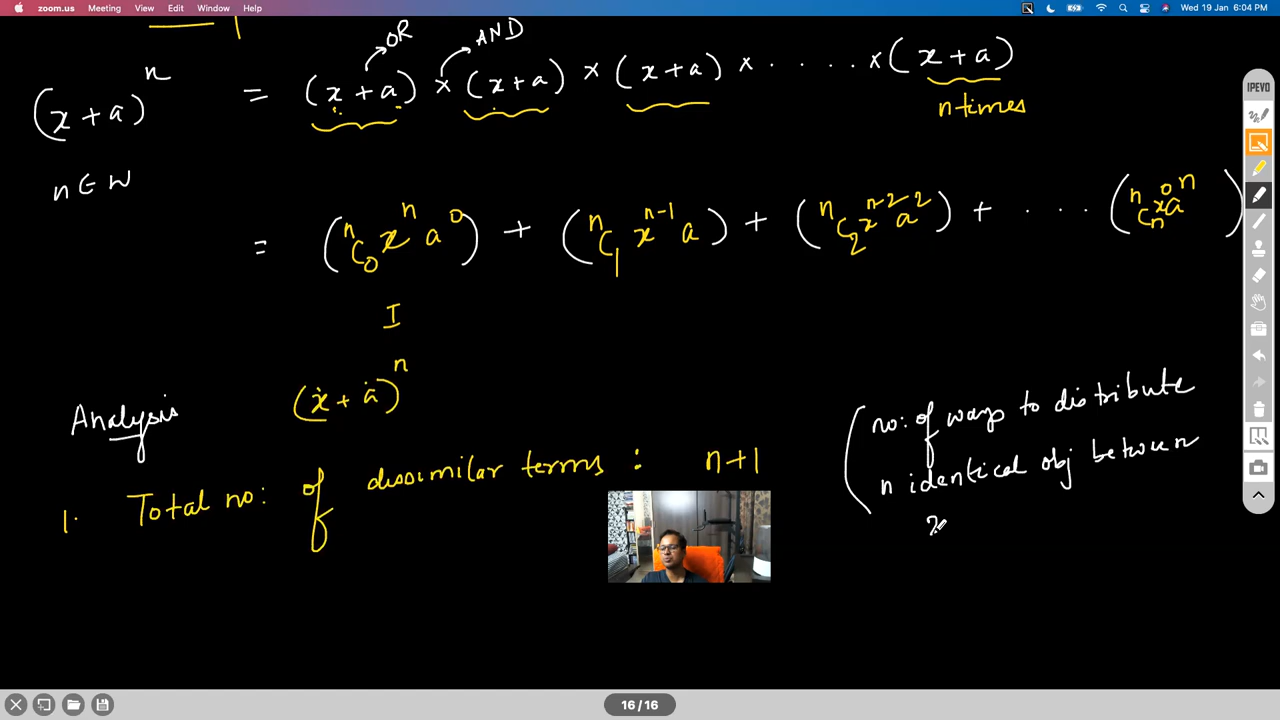 zoom.us Meeting View Edit Window Help Wed 19 Jan 6:04 PM
OR AND
(x + a)^n = (x + a) × (x + a) × (x + a) × . . . . . × (x + a)
n times
n ∈ W
= (nC0 x^n a^0) + (nC1 x^n-1 a) + (nC2 x^n-2 a^2) + . . . . (nCn x^0 a^n)
I
Analysis (x + a)^n
(no: of ways to distribute
n identical obj between n
1. Total no: of dissimilar terms : n+1
IPEVO
16 / 16